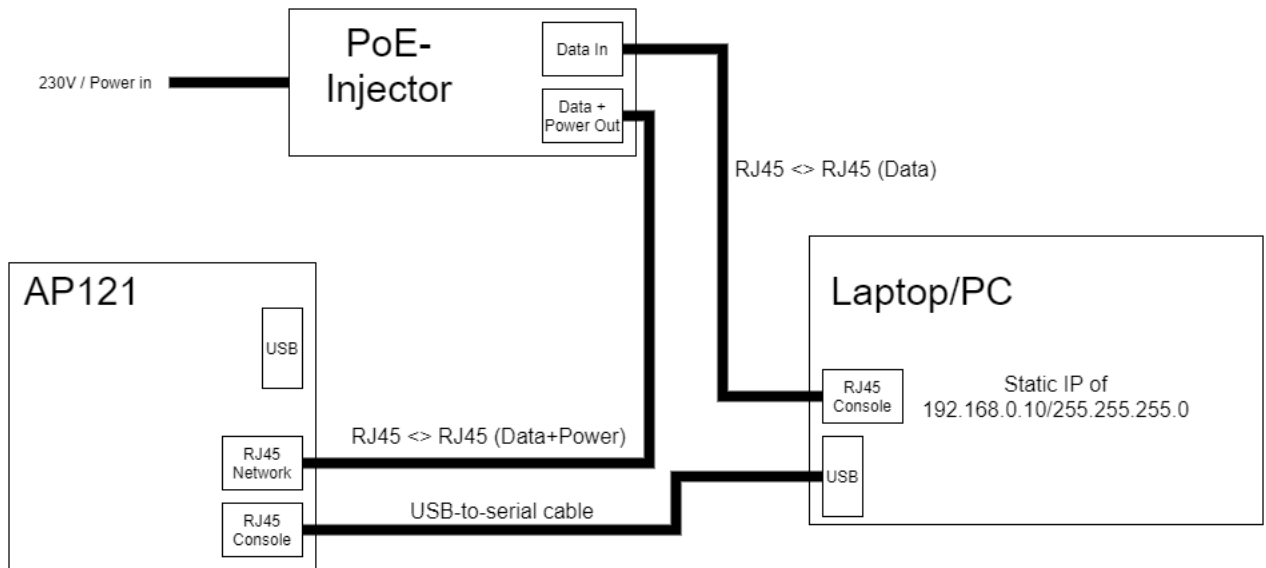 PoE-
Injector
Data In
Data +
Power Out
230V / Power in
RJ45 <> RJ45 (Data)
AP121
USB
RJ45
Network
RJ45
Console
RJ45 <> RJ45 (Data+Power)
USB-to-serial cable
Laptop/PC
RJ45
Console
Static IP of
192.168.0.10/255.255.255.0
USB